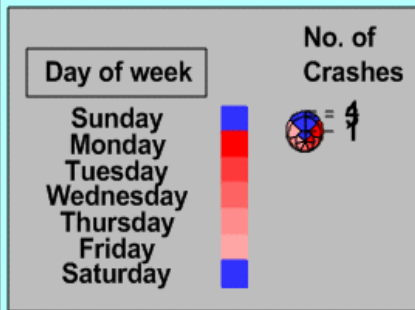 No. of
Crashes
Day of week
Sunday
Monday
Tuesday
Wednesday
Thursday
Friday
Saturday